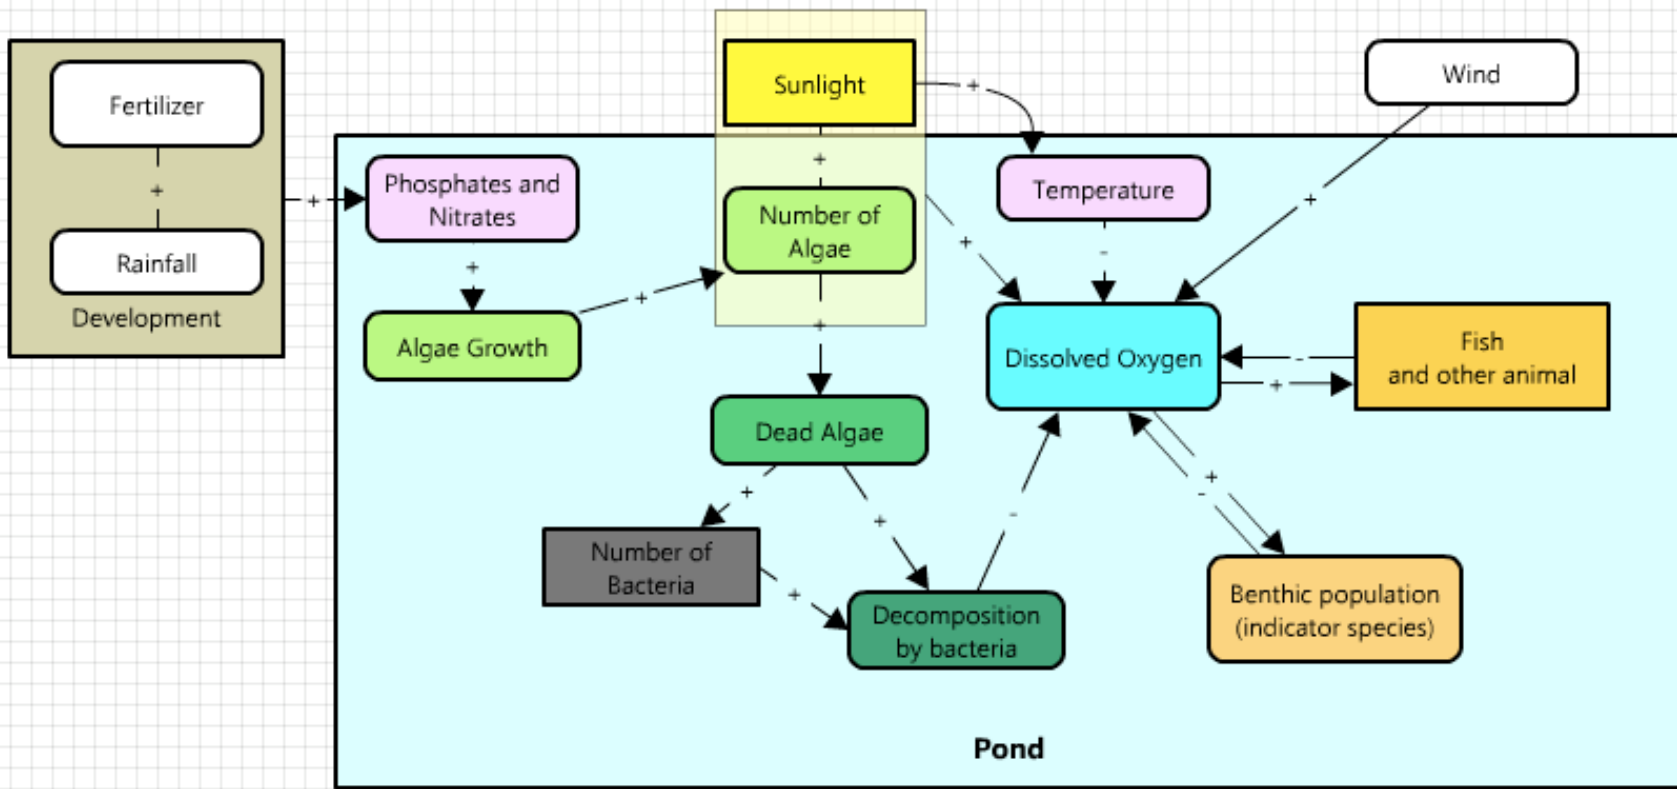 Fertilizer
+
Rainfall
Development
+
Phosphates and
Nitrates
+
Algae Growth
+
Sunlight
+
Number of
Algae
+
Dead Algae
+
+
Number of
Bacteria
+
Decomposition
by bacteria
-
+
+
Temperature
-
Wind
+
Dissolved Oxygen
-
+
Fish
and other animal
+
-
Benthic population
(indicator species)
Pond